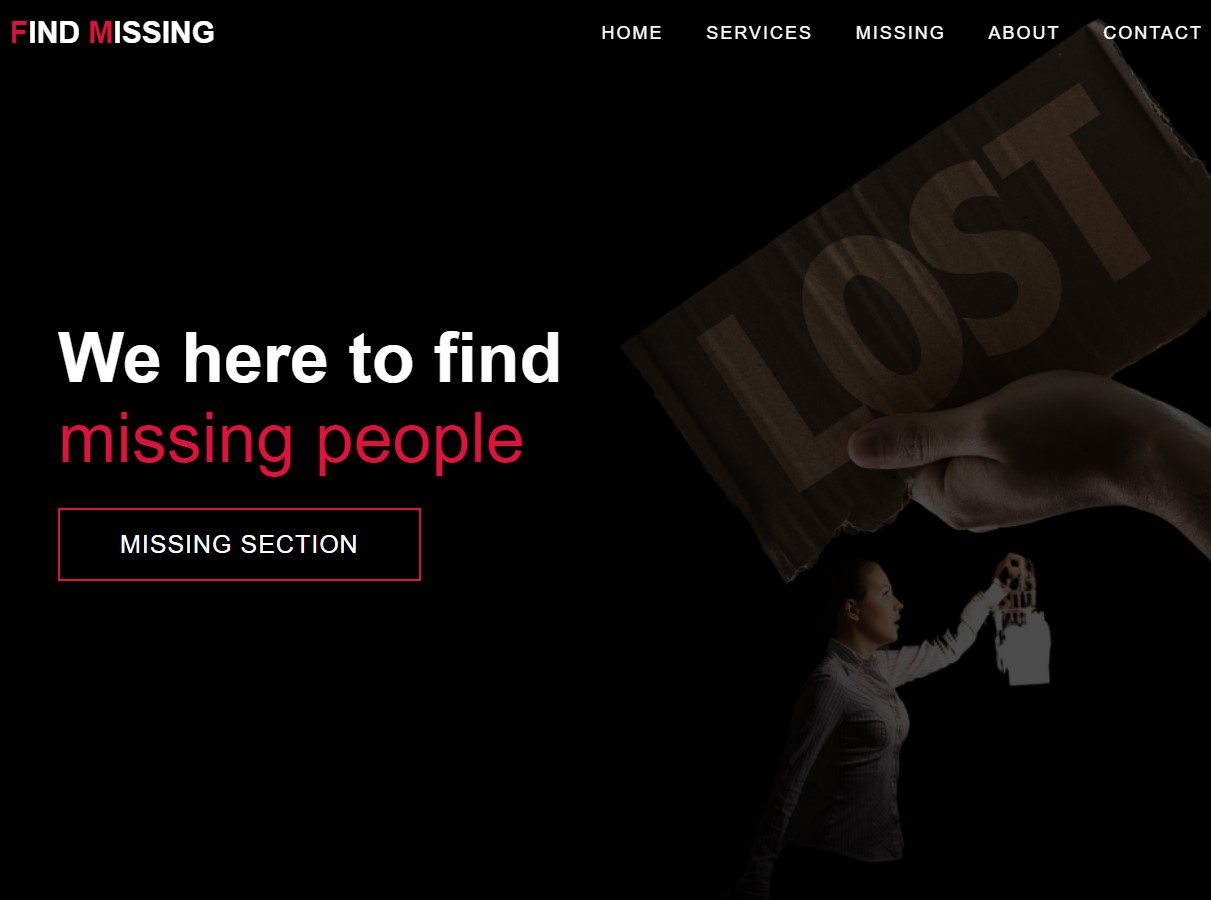 FIND MISSING
HOME SERVICES MISSING ABOUT CONTACT
LOST
We here to find
missing people
MISSING SECTION